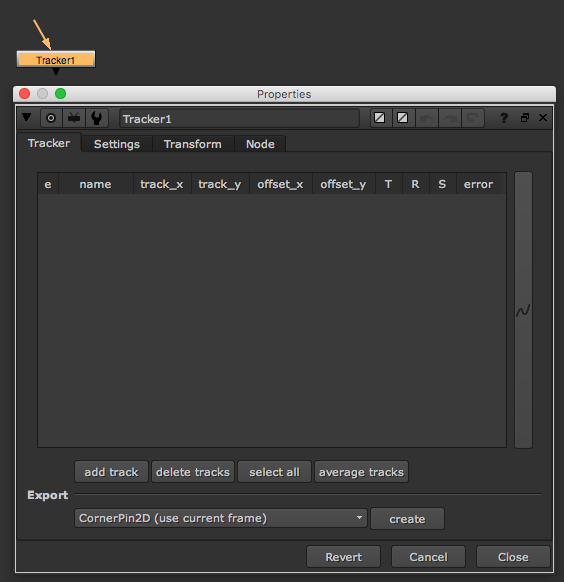 Tracker1
Properties
Tracker1 ?
Tracker Settings Transform Node
e name track_x track_y offset_x offset_y T R S error
add track delete tracks select all average tracks
Export
CornerPin2D (use current frame) create
Revert Cancel Close